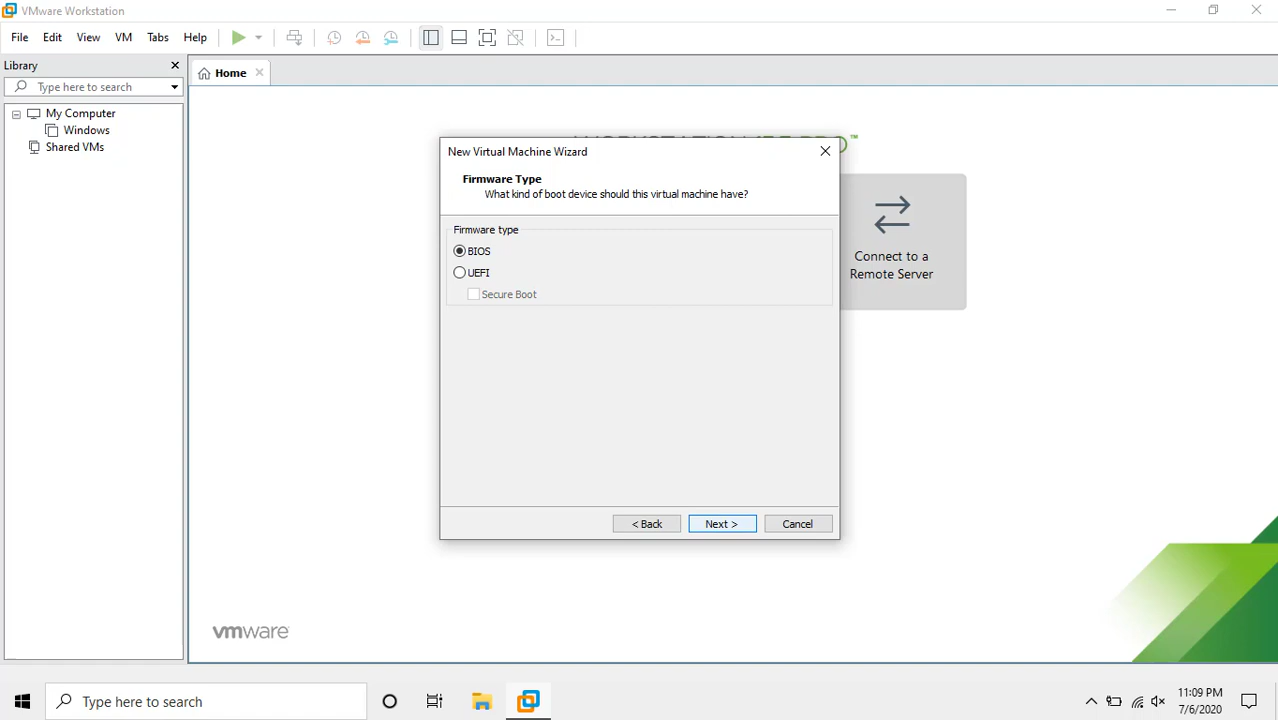 VMware Workstation
File Edit View VM Tabs Help
Library
Type here to search
Home
My Computer
Windows
Shared VMs
™
New Virtual Machine Wizard
Firmware Type
What kind of boot device should this virtual machine have?
Firmware type
BIOS
UEFI
Secure Boot
Connect to a
Remote Server
< Back Next > Cancel
vmware
Type here to search
11:09 PM
7/6/2020